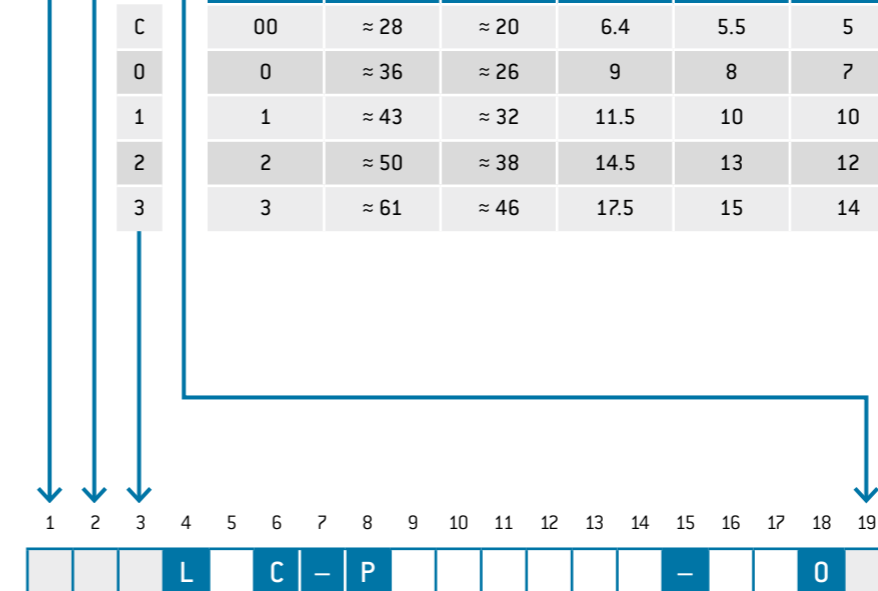 C 00 ≈ 28 ≈ 20 6.4 5.5 5
0 0 ≈ 36 ≈ 26 9 8 7
1 1 ≈ 43 ≈ 32 11.5 10 10
2 2 ≈ 50 ≈ 38 14.5 13 12
3 3 ≈ 61 ≈ 46 17.5 15 14
1 2 3 4 5 6 7 8 9 10 11 12 13 14 15 16 17 18 19
L C – P – 0